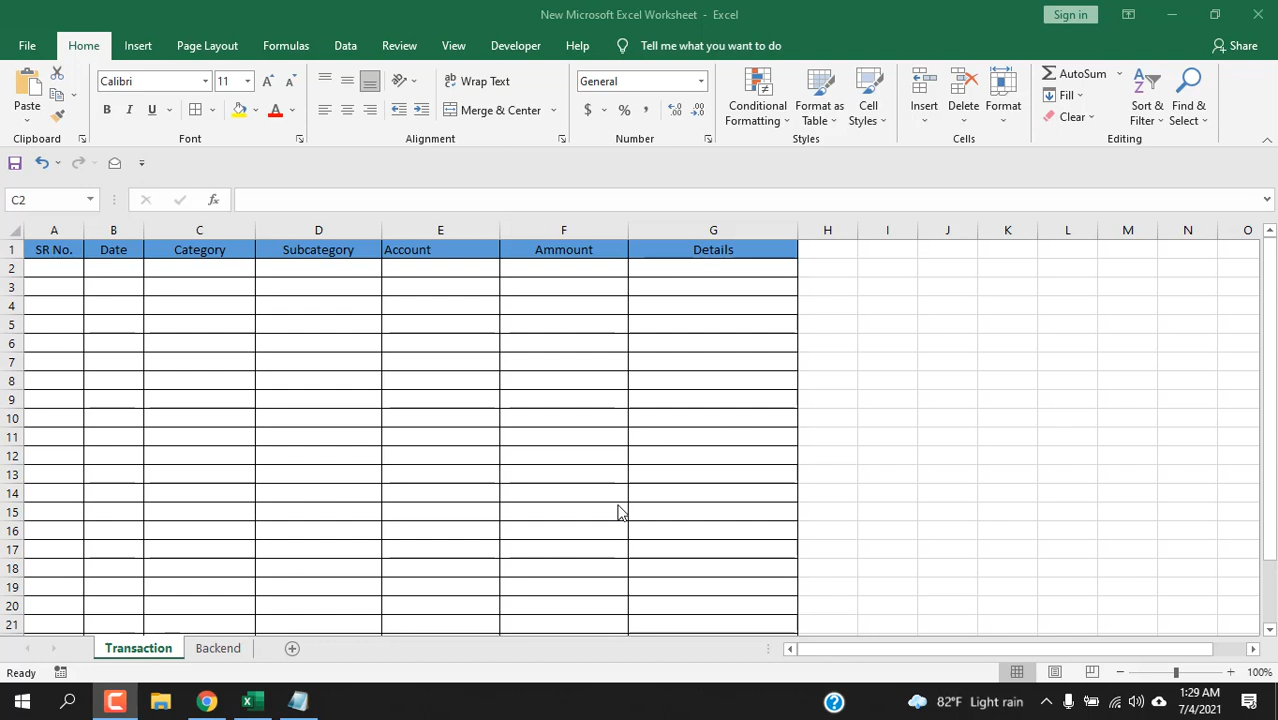 New Microsoft Excel Worksheet - Excel
Sign in
File Home Insert Page Layout Formulas Data Review View Developer Help Tell me what you want to do Share
Paste
Clipboard
Calibri 11
B I U
A A
Font
Wrap Text
Merge & Center
Alignment
General
$ % ,
Number
Conditional Formatting
Format as Table
Cell Styles
Styles
Insert Delete Format
Cells
AutoSum
Fill
Clear
Sort & Filter
Find & Select
Editing
C2 fx
A B C D E F G H I J K L M N O
1 SR No. Date Category Subcategory Account Ammount Details
2
3
4
5
6
7
8
9
10
11
12
13
14
15
16
17
18
19
20
21
Transaction Backend
Ready 100%
82°F Light rain
1:29 AM
7/4/2021